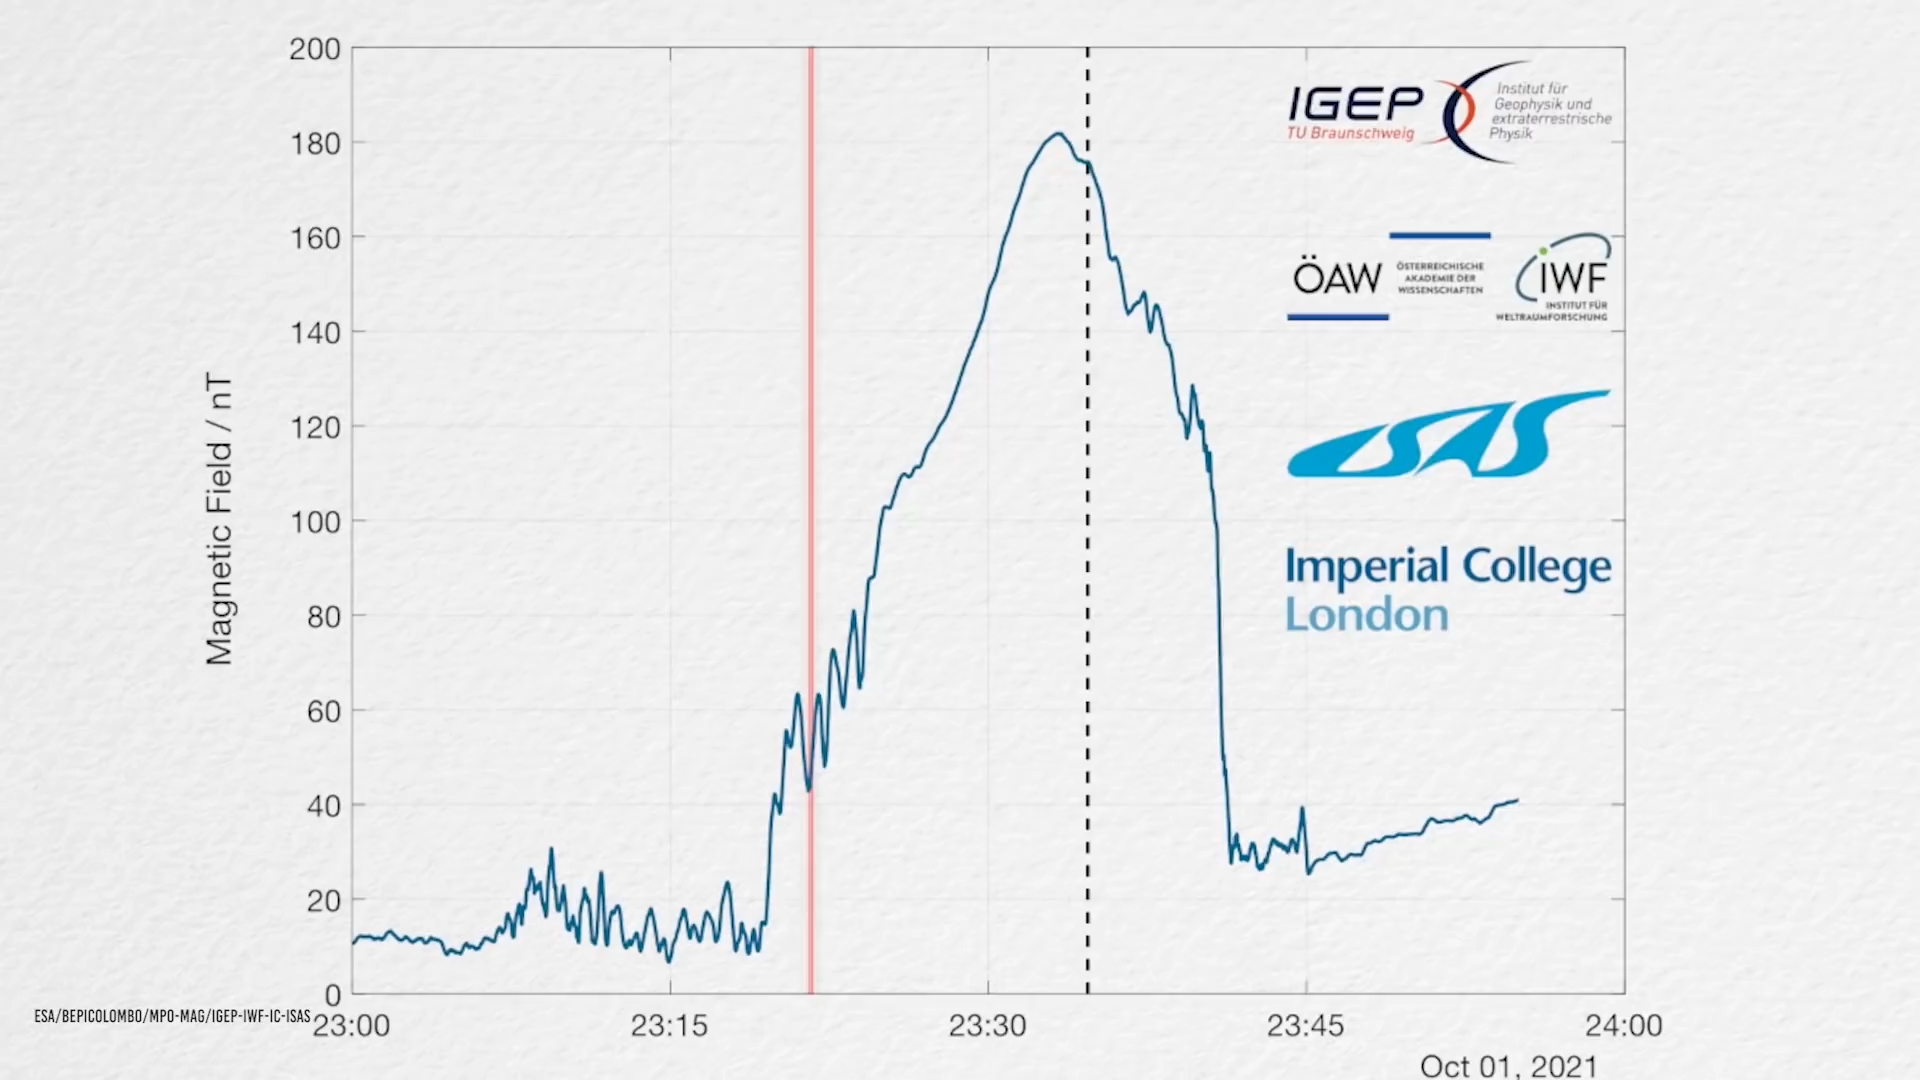 200
180
160
140
120
100
80
60
40
20
0
Magnetic Field / nT
23:00
23:15
23:30
23:45
24:00
Oct 01, 2021
IGEP
TU Braunschweig
Institut für
Geophysik und
extraterrestrische
Physik
ÖAW
ÖSTERREICHISCHE
AKADEMIE DER
WISSENSCHAFTEN
IWF
INSTITUT FÜR
WELTRAUMFORSCHUNG
ISAS
Imperial College
London
ESA/BEPICOLOMBO/MPO-MAG/IGEP-IWF-IC-ISAS